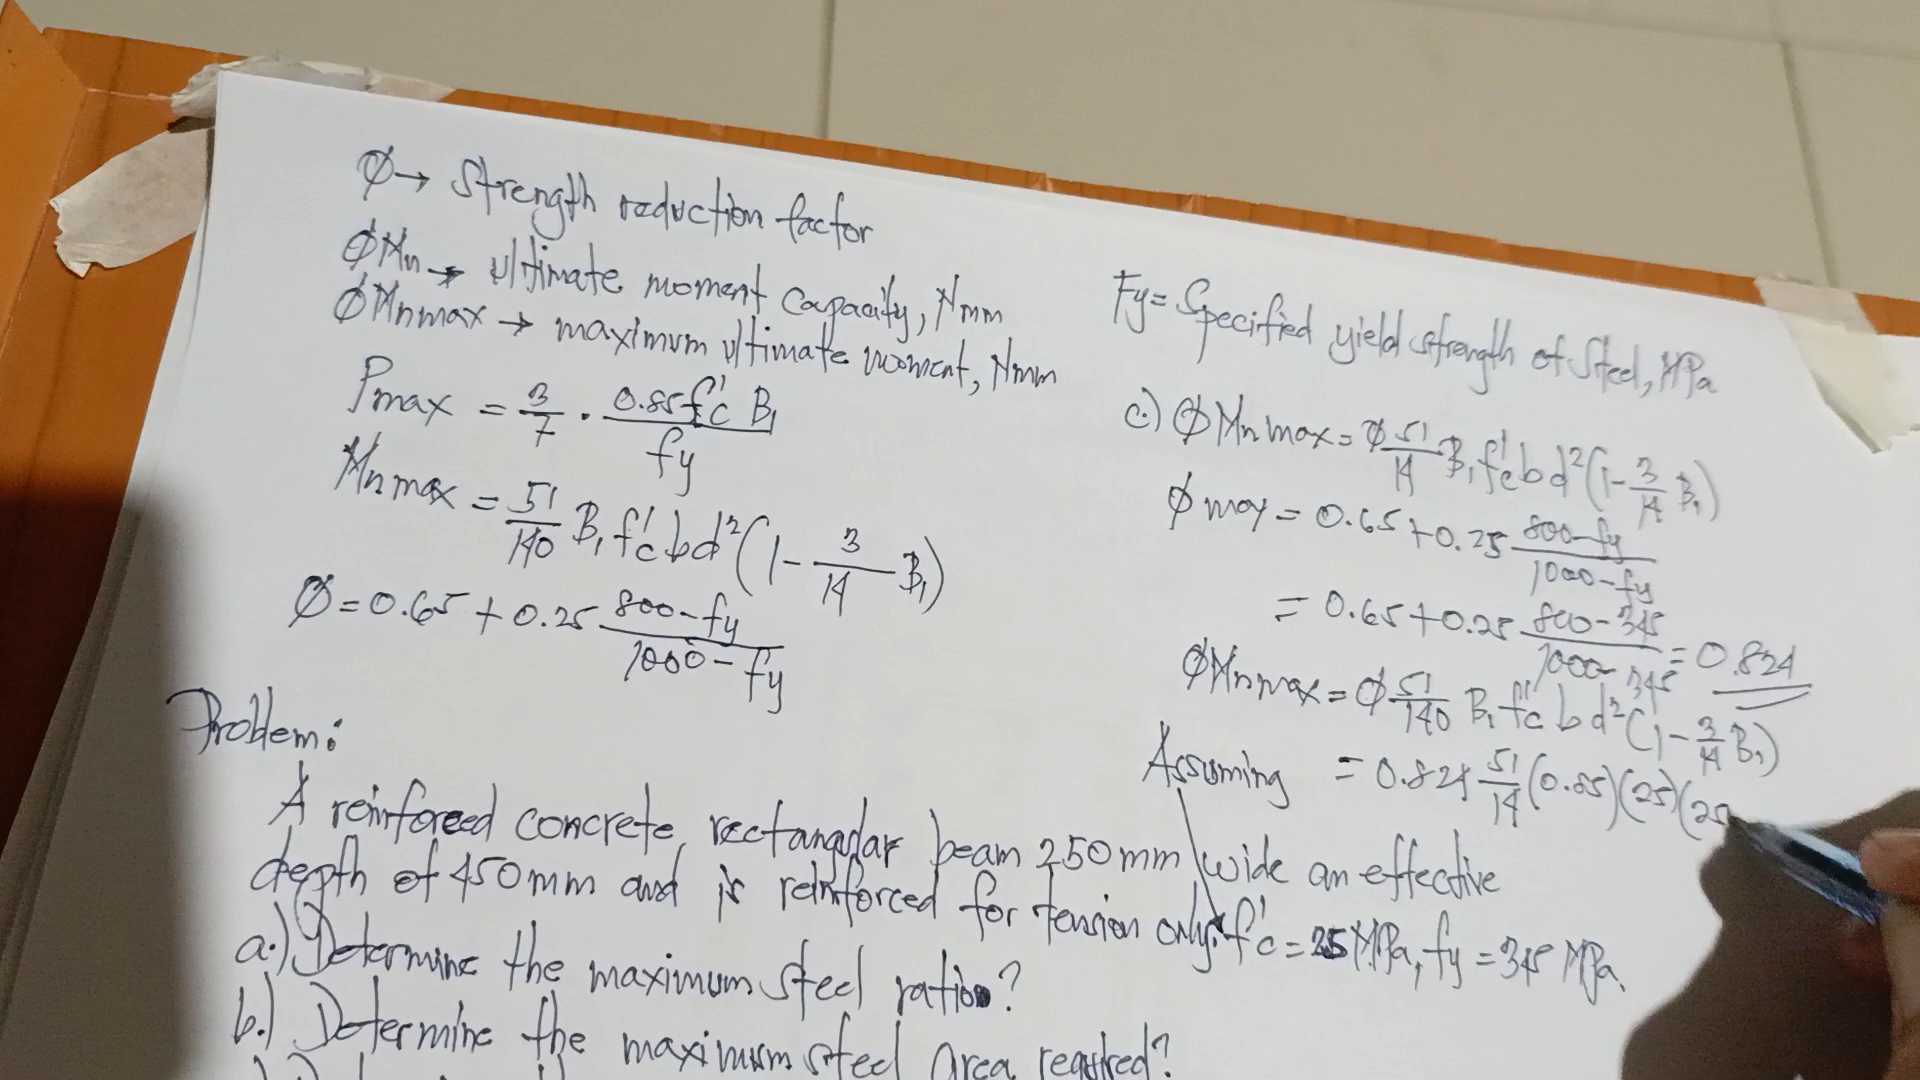 Ø → Strength reduction factor
ØMn → ultimate moment capacity, Nmm
ØMnmax → maximum ultimate moment, Nmm
Pmax = 3/7 · 0.85f'c B1 / fy
Mnmax = 51/140 B1 f'c bd²(1 - 3/14 B1)
Ø = 0.65 + 0.25 800-fy / 1000-fy
Problem:
A reinforced concrete rectangular beam 250mm wide an effective
depth of 450mm and is reinforced for tension only. f'c = 25 MPa, fy = 345 MPa.
a.) Determine the maximum steel ratio?
b.) Determine the maximum steel area required?
Fy = Specified yield strength of Steel, MPa
c.) ØMnmax = Ø 51/14 B1 f'c bd²(1 - 3/14 B1)
Ø max = 0.65 + 0.25 800-fy / 1000-fy
= 0.65 + 0.25 800-345 / 1000-345 = 0.824
ØMnmax = Ø 51/140 B1 f'c bd²(1 - 3/14 B1)
Assuming = 0.824 51/14 (0.85)(25)(25